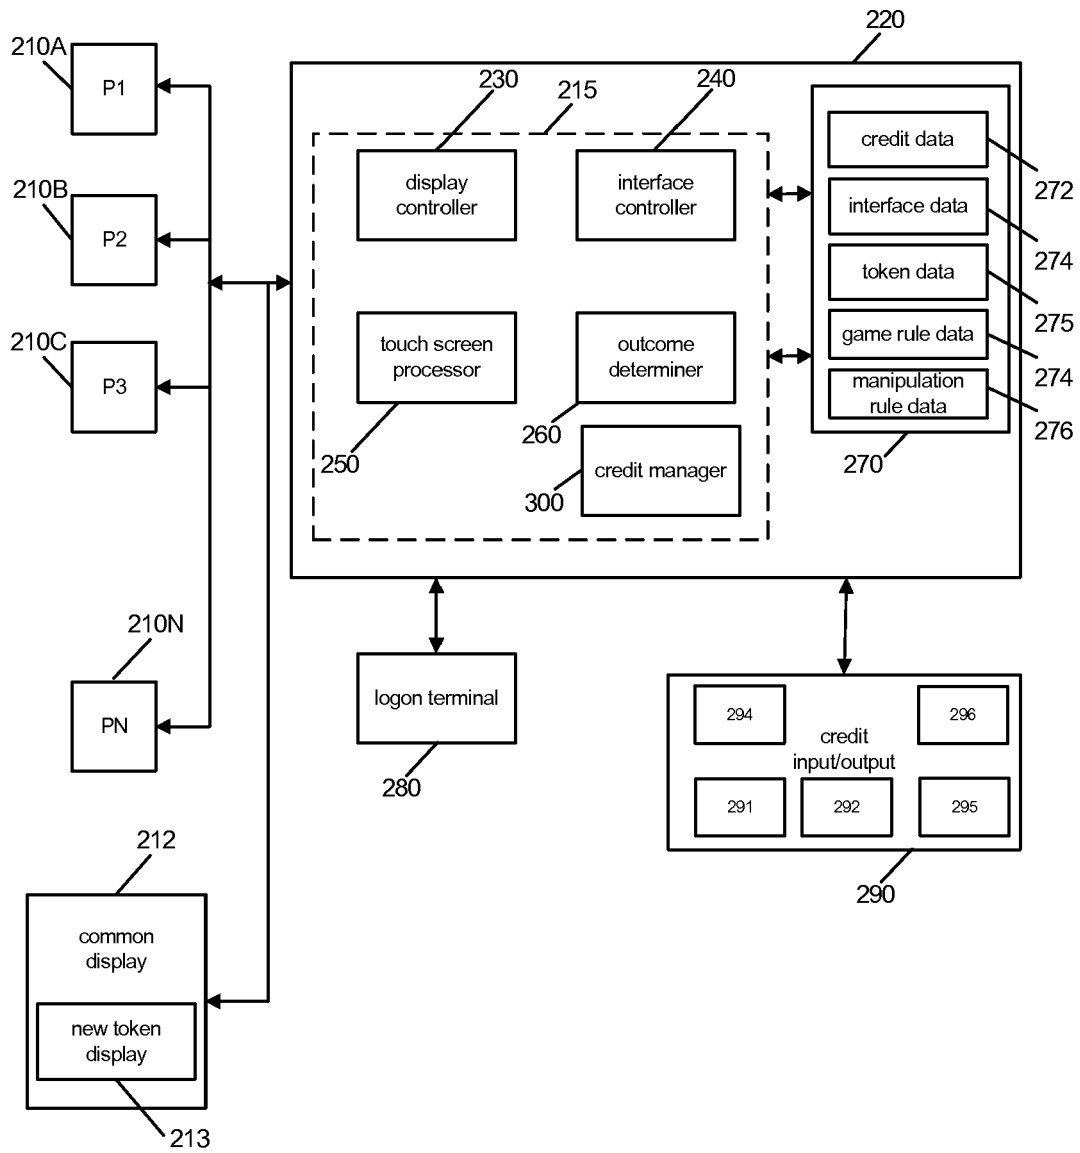 210A
P1
210B
P2
210C
P3
210N
PN
212
common
display
new token
display
213
220
215
230
display
controller
240
interface
controller
touch screen
processor
250
outcome
determiner
260
credit manager
300
credit data
272
interface data
274
token data
275
game rule data
274
manipulation
rule data
276
270
logon terminal
280
294
296
credit
input/output
291
292
295
290